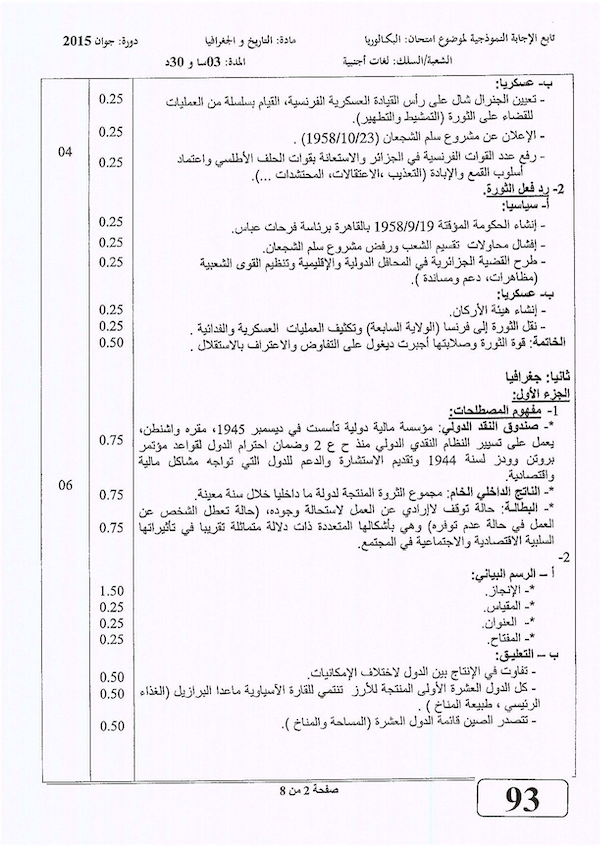 تابع الإجابة النموذجية لموضوع امتحان: البكالوريا مادة: التاريخ و الجغرافيا دورة: جوان 2015
الشعبة/السلك: لغات أجنبية المدة: 03سا و 30د
ب- عسكريا:
0.25 - تعيين الجنرال شال على رأس القيادة العسكرية الفرنسية، القيام بسلسلة من العمليات
للقضاء على الثورة (التمشيط والتطهير).
0.25 - الإعلان عن مشروع سلم الشجعان (1958/10/23) .
04 0.25 - رفع عدد القوات الفرنسية في الجزائر والاستعانة بقوات الحلف الأطلسي واعتماد
أسلوب القمع والإبادة (التعذيب ،الاعتقالات، المحتشدات ...).
2- رد فعل الثورة.
أ- سياسيا:
0.25 - إنشاء الحكومة المؤقتة 1958/9/19 بالقاهرة برئاسة فرحات عباس.
0.25 - إفشال محاولات تقسيم الشعب ورفض مشروع سلم الشجعان.
0.25 - طرح القضية الجزائرية في المحافل الدولية والإقليمية وتنظيم القوى الشعبية
(مظاهرات، دعم ومساندة ).
ب- عسكريا:
0.25 - إنشاء هيئة الأركان.
0.25 - نقل الثورة إلى فرنسا (الولاية السابعة) وتكثيف العمليات العسكرية والفدائية .
0.50 الخاتمة: قوة الثورة وصلابتها أجبرت ديغول على التفاوض والاعتراف بالاستقلال .
ثانيا: جغرافيا
الجزء الأول:
1- مفهوم المصطلحات:
*- صندوق النقد الدولي: مؤسسة مالية دولية تأسست في ديسمبر 1945، مقره واشنطن،
0.75 يعمل على تسيير النظام النقدي الدولي منذ ح ع 2 وضمان احترام الدول لقواعد مؤتمر
بروتن وودز لسنة 1944 وتقديم الاستشارة والدعم للدول التي تواجه مشاكل مالية
واقتصادية.
06 0.75 *- الناتج الداخلي الخام: مجموع الثروة المنتجة لدولة ما داخليا خلال سنة معينة.
*- البطالة: حالة توقف لاإرادي عن العمل لاستحالة وجوده، (حالة تعطل الشخص عن
0.75 العمل في حالة عدم توفره) وهي بأشكالها المتعددة ذات دلالة متماثلة تقريبا في تأثيراتها
السلبية الاقتصادية والاجتماعية في المجتمع.
2-
أ – الرسم البياني:
1.50 *- الإنجاز.
0.25 *- المقياس.
0.25 *- العنوان.
0.25 *- المفتاح.
ب – التعليق:
0.50 - تفاوت في الإنتاج بين الدول لاختلاف الإمكانيات.
0.50 - كل الدول العشرة الأولى المنتجة للأرز تنتمي للقارة الآسياوية ماعدا البرازيل (الغذاء
الرئيسي ، طبيعة المناخ ) .
0.50 - تتصدر الصين قائمة الدول العشرة (المساحة والمناخ ).
صفحة 2 من 8
93